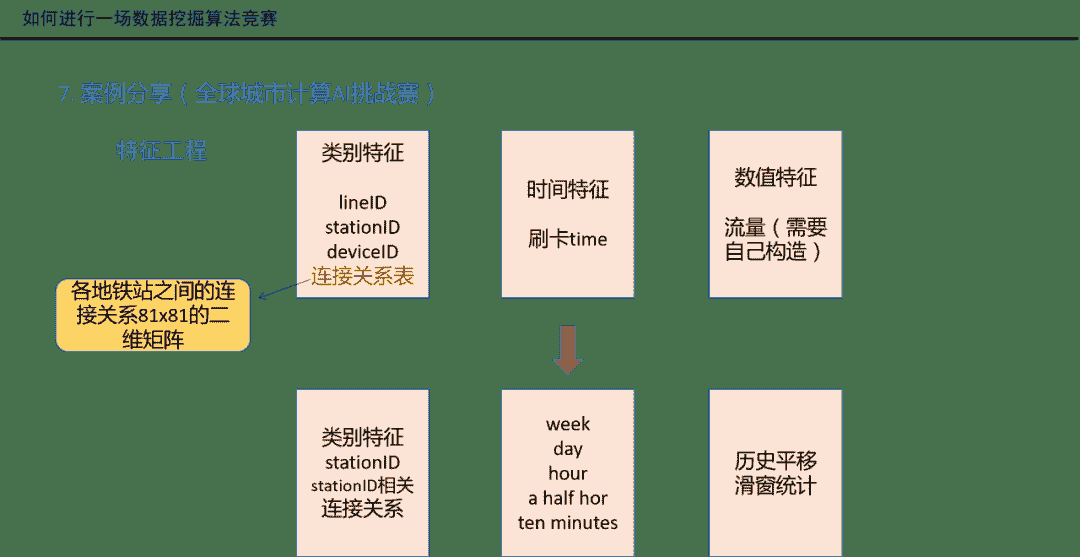 如何进行一场数据挖掘算法竞赛
7. 案例分享（全球城市计算AI挑战赛）
特征工程
类别特征
lineID
stationID
deviceID
连接关系表
时间特征
刷卡time
数值特征
流量（需要
自己构造）
各地铁站之间的连
接关系81x81的二
维矩阵
类别特征
stationID
stationID相关
连接关系
week
day
hour
a half hor
ten minutes
历史平移
滑窗统计